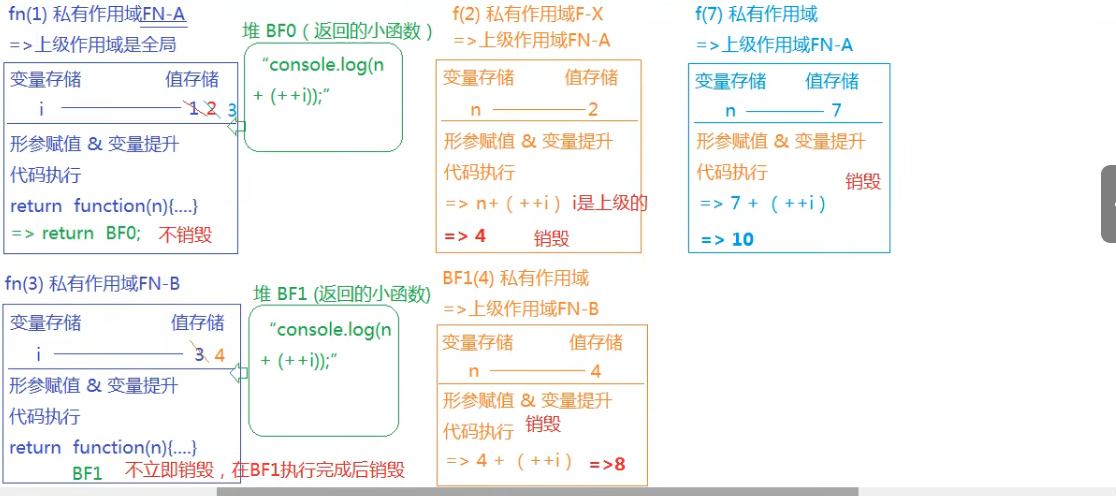 fn(1) 私有作用域FN-A
=>上级作用域是全局
变量存储 值存储
i 1 2 3
形参赋值 & 变量提升
代码执行
return function(n){....}
=> return BF0; 不销毁
堆 BF0（返回的小函数）
“console.log(n
+ (++i));”
f(2) 私有作用域F-X
=>上级作用域FN-A
变量存储 值存储
n 2
形参赋值 & 变量提升
代码执行
=> n+（++i）i是上级的
=> 4 销毁
f(7) 私有作用域
=>上级作用域FN-A
变量存储 值存储
n 7
形参赋值 & 变量提升
代码执行
销毁
=> 7 +（++i）
=> 10
fn(3) 私有作用域FN-B
变量存储 值存储
i 3 4
形参赋值 & 变量提升
代码执行
return function(n){....}
BF1 不立即销毁，在BF1执行完成后销毁
堆 BF1 (返回的小函数)
“console.log(n
+ (++i));”
BF1(4) 私有作用域
=>上级作用域FN-B
变量存储 值存储
n 4
形参赋值 & 变量提升
销毁
代码执行
=> 4 +（++i） =>8